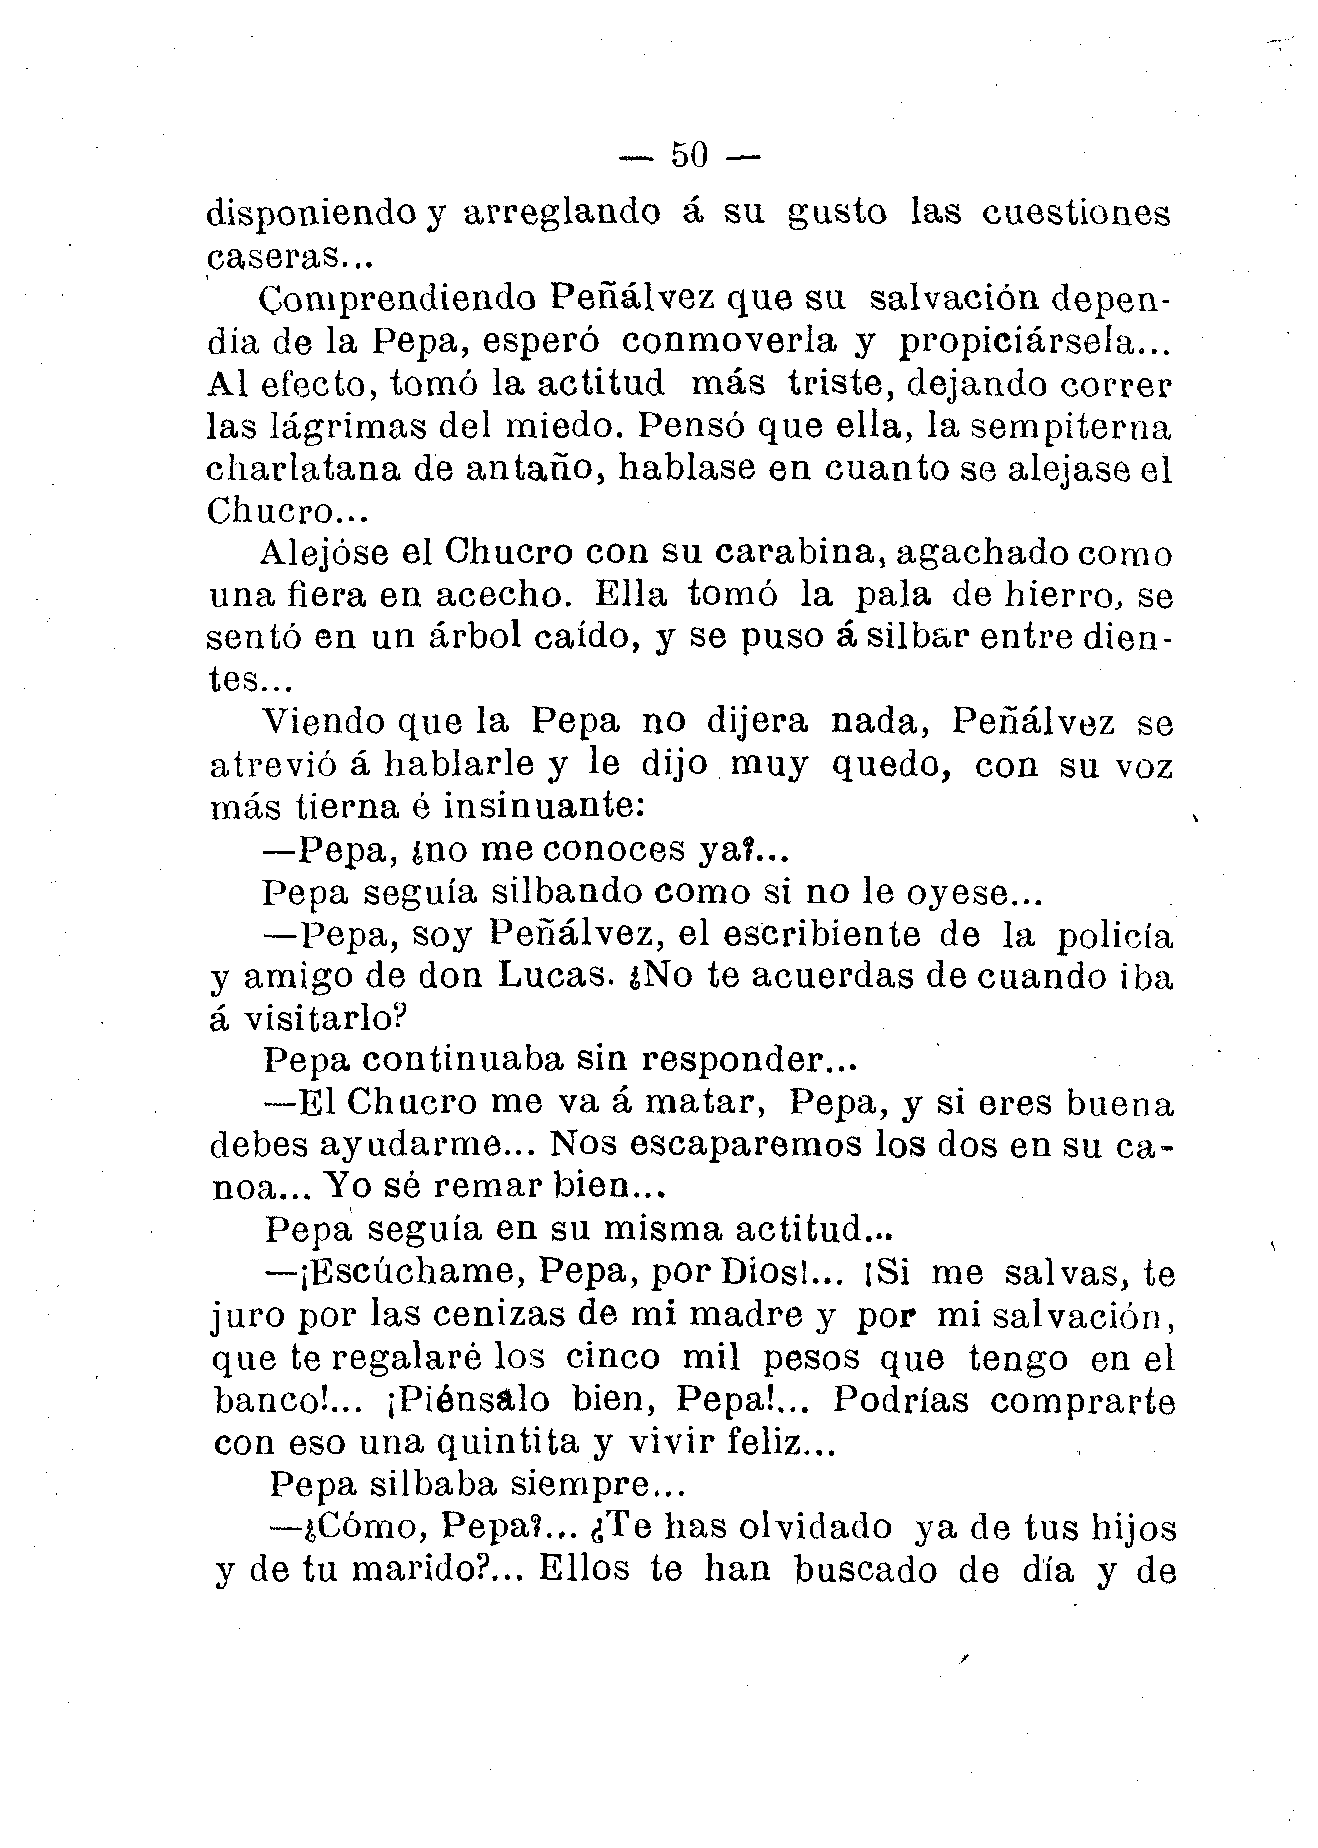 — 50 —
disponiendo y arreglando á su gusto las cuestiones
caseras...
Comprendiendo Peñálvez que su salvación depen-
día de la Pepa, esperó conmoverla y propiciársela...
Al efecto, tomó la actitud más triste, dejando correr
las lágrimas del miedo. Pensó que ella, la sempiterna
charlatana de antaño, hablase en cuanto se alejase el
Chucro...
Alejóse el Chucro con su carabina, agachado como
una fiera en acecho. Ella tomó la pala de hierro, se
sentó en un árbol caído, y se puso á silbar entre dien-
tes...
Viendo que la Pepa no dijera nada, Peñálvez se
atrevió á hablarle y le dijo muy quedo, con su voz
más tierna é insinuante:
—Pepa, ¿no me conoces ya?...
Pepa seguía silbando como si no le oyese...
—Pepa, soy Peñálvez, el escribiente de la policía
y amigo de don Lucas. ¿No te acuerdas de cuando iba
á visitarlo?
Pepa continuaba sin responder...
—El Chucro me va á matar, Pepa, y si eres buena
debes ayudarme... Nos escaparemos los dos en su ca-
noa... Yo sé remar bien...
Pepa seguía en su misma actitud...
—¡Escúchame, Pepa, por Dios!... ¡Si me salvas, te
juro por las cenizas de mi madre y por mi salvación,
que te regalaré los cinco mil pesos que tengo en el
banco!... ¡Piénsalo bien, Pepa!... Podrías comprarte
con eso una quintita y vivir feliz...
Pepa silbaba siempre...
—¿Cómo, Pepa?... ¿Te has olvidado ya de tus hijos
y de tu marido?... Ellos te han buscado de día y de